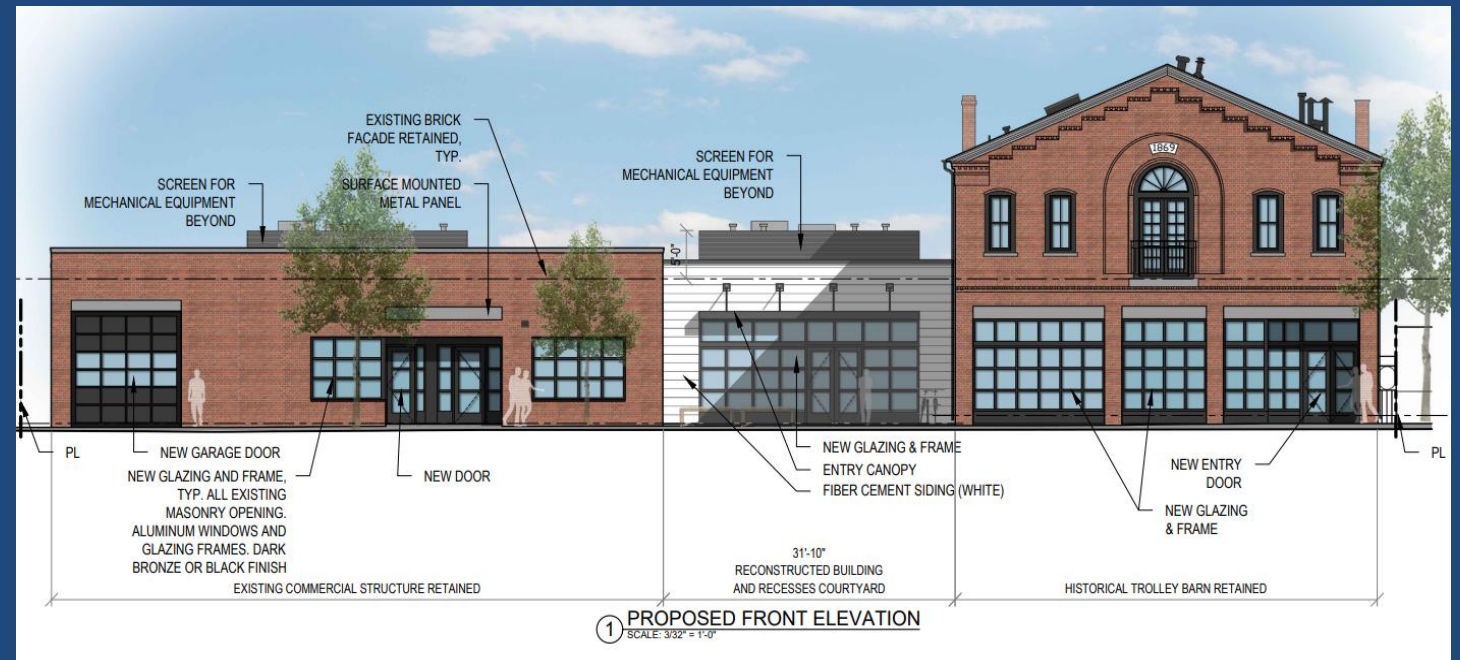 EXISTING BRICK
FACADE RETAINED,
TYP.
SCREEN FOR
MECHANICAL EQUIPMENT
BEYOND
SURFACE MOUNTED
METAL PANEL
SCREEN FOR
MECHANICAL EQUIPMENT
BEYOND
5'-0"
1869
PL
NEW GARAGE DOOR
NEW GLAZING AND FRAME,
TYP. ALL EXISTING
MASONRY OPENING.
ALUMINUM WINDOWS AND
GLAZING FRAMES. DARK
BRONZE OR BLACK FINISH
NEW DOOR
NEW GLAZING & FRAME
ENTRY CANOPY
FIBER CEMENT SIDING (WHITE)
NEW ENTRY
DOOR
NEW GLAZING
& FRAME
PL
EXISTING COMMERCIAL STRUCTURE RETAINED
31'-10"
RECONSTRUCTED BUILDING
AND RECESSES COURTYARD
HISTORICAL TROLLEY BARN RETAINED
1 PROPOSED FRONT ELEVATION
SCALE: 3/32" = 1'-0"